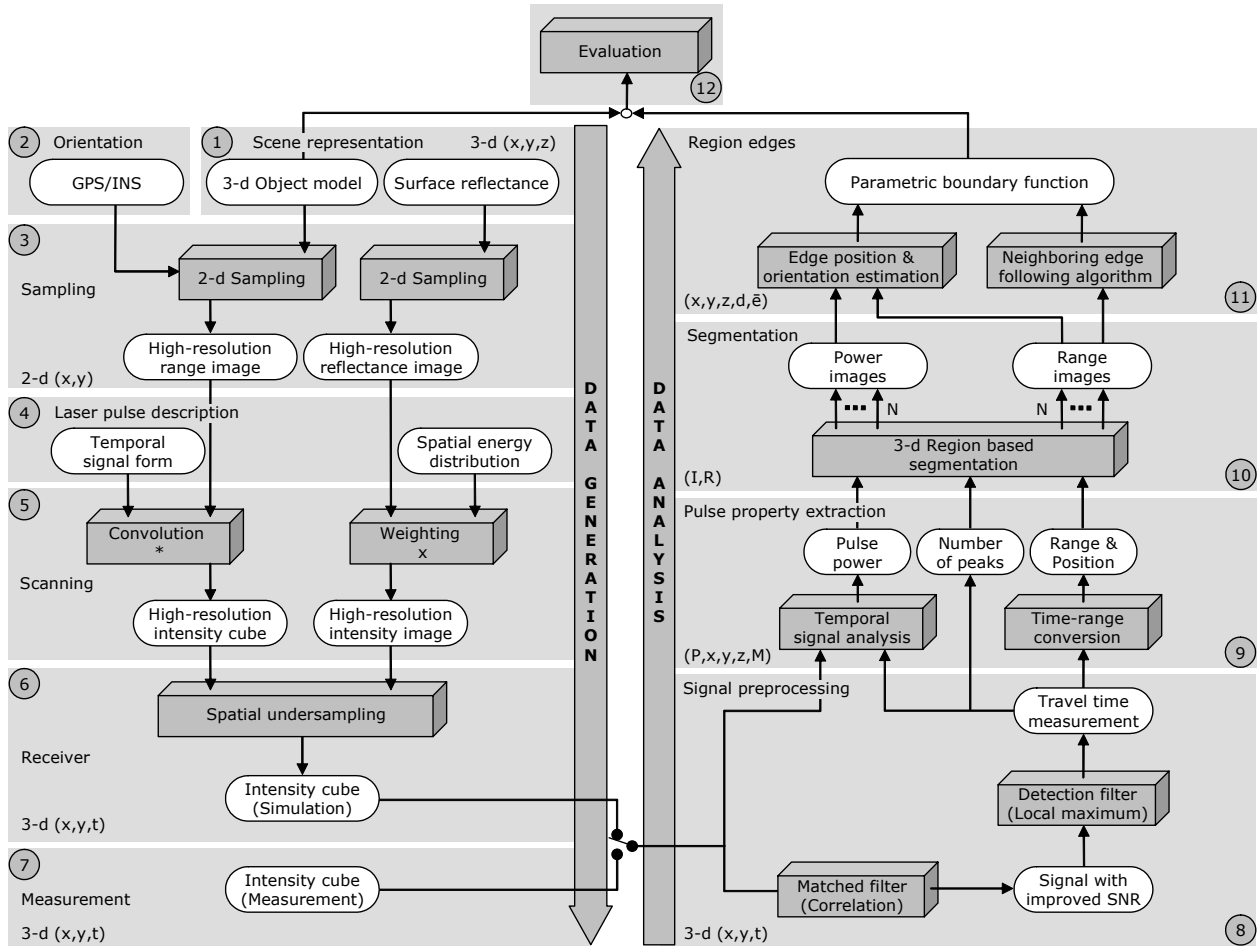 Evaluation
12
2
Orientation
GPS/INS
1
Scene representation
3-d (x,y,z)
3-d Object model
Surface reflectance
3
2-d Sampling
2-d Sampling
Sampling
High-resolution
range image
High-resolution
reflectance image
2-d (x,y)
4
Laser pulse description
Temporal
signal form
Spatial energy
distribution
5
Convolution
*
Weighting
x
Scanning
High-resolution
intensity cube
High-resolution
intensity image
6
Spatial undersampling
Receiver
Intensity cube
(Simulation)
3-d (x,y,t)
7
Intensity cube
(Measurement)
Measurement
3-d (x,y,t)
DATA GENERATION
DATA ANALYSIS
Region edges
Parametric boundary function
Edge position &
orientation estimation
Neighboring edge
following algorithm
(x,y,z,d,ē)
11
Segmentation
Power
images
Range
images
N
N
3-d Region based
segmentation
(I,R)
10
Pulse property extraction
Pulse
power
Number
of peaks
Range &
Position
Temporal
signal analysis
Time-range
conversion
(P,x,y,z,M)
9
Signal preprocessing
Travel time
measurement
Detection filter
(Local maximum)
Matched filter
(Correlation)
Signal with
improved SNR
3-d (x,y,t)
8